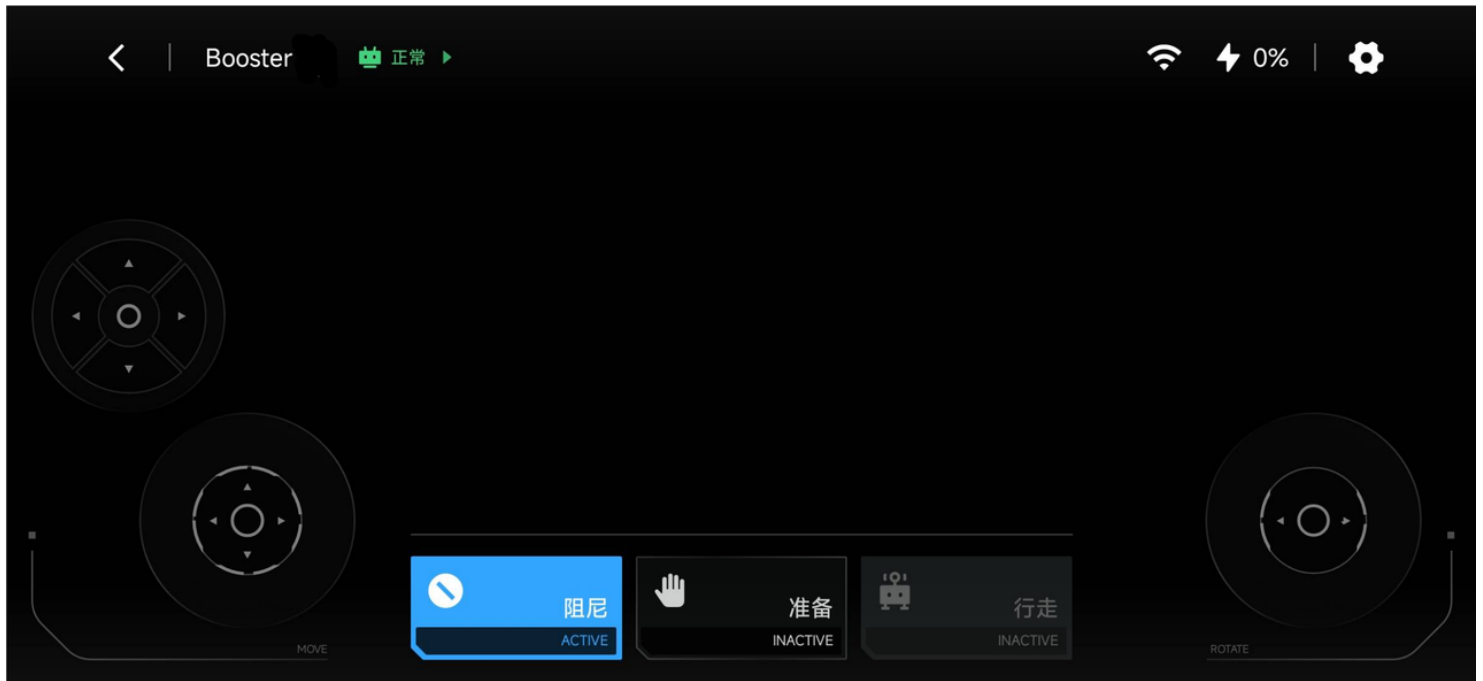 Booster 正常 0%
阻尼 准备 行走
ACTIVE INACTIVE INACTIVE
MOVE ROTATE